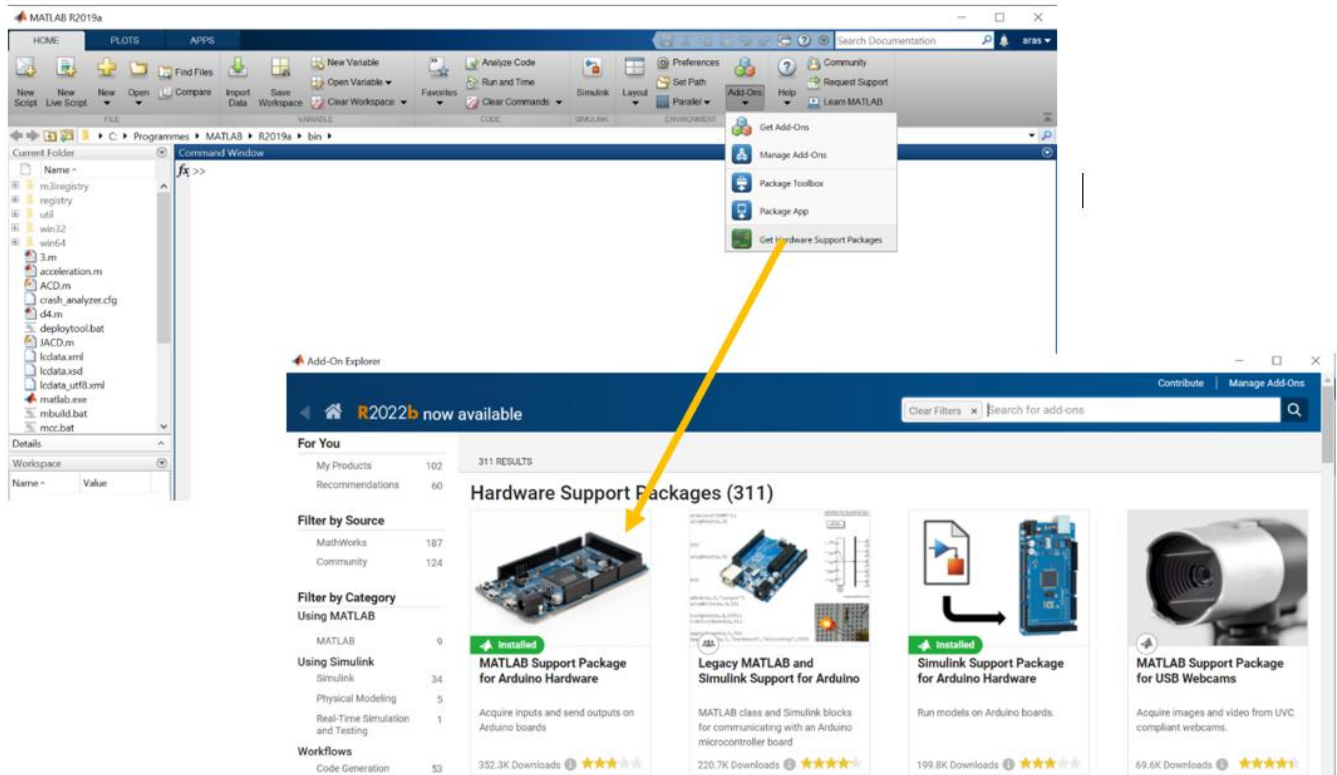 MATLAB R2019a
HOME PLOTS APPS
Search Documentation
aras
New Script
New Live Script
New
Open
Find Files
Compare
Import Data
Save Workspace
New Variable
Open Variable
Clear Workspace
Favorites
Analyze Code
Run and Time
Clear Commands
Simulink
Layout
Preferences
Set Path
Parallel
Add-Ons
Help
Community
Request Support
Learn MATLAB
FILE VARIABLE CODE SIMULINK ENVIRONMENT
C: Programmes MATLAB R2019a bin
Current Folder
Command Window
Name
fx >>
m3iregistry
registry
util
win32
win64
3.m
acceleration.m
ACD.m
crash_analyzer.cfg
d4.m
deploytool.bat
JACD.m
lcdata.xml
lcdata.xsd
lcdata_utf8.xml
matlab.exe
mbuild.bat
mcc.bat
Details
Workspace
Name Value
Get Add-Ons
Manage Add-Ons
Package Toolbox
Package App
Get Hardware Support Packages
Add-On Explorer
Contribute | Manage Add-Ons
R2022b now available
Clear Filters × Search for add-ons
For You
My Products 102
Recommendations 60
Filter by Source
MathWorks 187
Community 124
Filter by Category
Using MATLAB
MATLAB 9
Using Simulink
Simulink 34
Physical Modeling 5
Real-Time Simulation and Testing 1
Workflows
Code Generation 53
311 RESULTS
Hardware Support Packages (311)
Installed
MATLAB Support Package
for Arduino Hardware
Acquire inputs and send outputs on
Arduino boards
352.3K Downloads
Legacy MATLAB and
Simulink Support for Arduino
MATLAB class and Simulink blocks
for communicating with an Arduino
microcontroller board
220.7K Downloads
Installed
Simulink Support Package
for Arduino Hardware
Run models on Arduino boards.
199.8K Downloads
MATLAB Support Package
for USB Webcams
Acquire images and video from UVC
compliant webcams.
69.6K Downloads